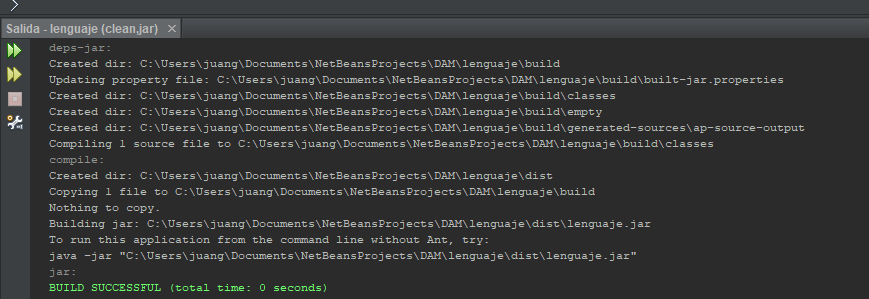 Salida - lenguaje (clean,jar)
deps-jar:
Created dir: C:\Users\juang\Documents\NetBeansProjects\DAM\lenguaje\build
Updating property file: C:\Users\juang\Documents\NetBeansProjects\DAM\lenguaje\build\built-jar.properties
Created dir: C:\Users\juang\Documents\NetBeansProjects\DAM\lenguaje\build\classes
Created dir: C:\Users\juang\Documents\NetBeansProjects\DAM\lenguaje\build\empty
Created dir: C:\Users\juang\Documents\NetBeansProjects\DAM\lenguaje\build\generated-sources\ap-source-output
Compiling 1 source file to C:\Users\juang\Documents\NetBeansProjects\DAM\lenguaje\build\classes
compile:
Created dir: C:\Users\juang\Documents\NetBeansProjects\DAM\lenguaje\dist
Copying 1 file to C:\Users\juang\Documents\NetBeansProjects\DAM\lenguaje\build
Nothing to copy.
Building jar: C:\Users\juang\Documents\NetBeansProjects\DAM\lenguaje\dist\lenguaje.jar
To run this application from the command line without Ant, try:
java -jar "C:\Users\juang\Documents\NetBeansProjects\DAM\lenguaje\dist\lenguaje.jar"
jar:
BUILD SUCCESSFUL (total time: 0 seconds)